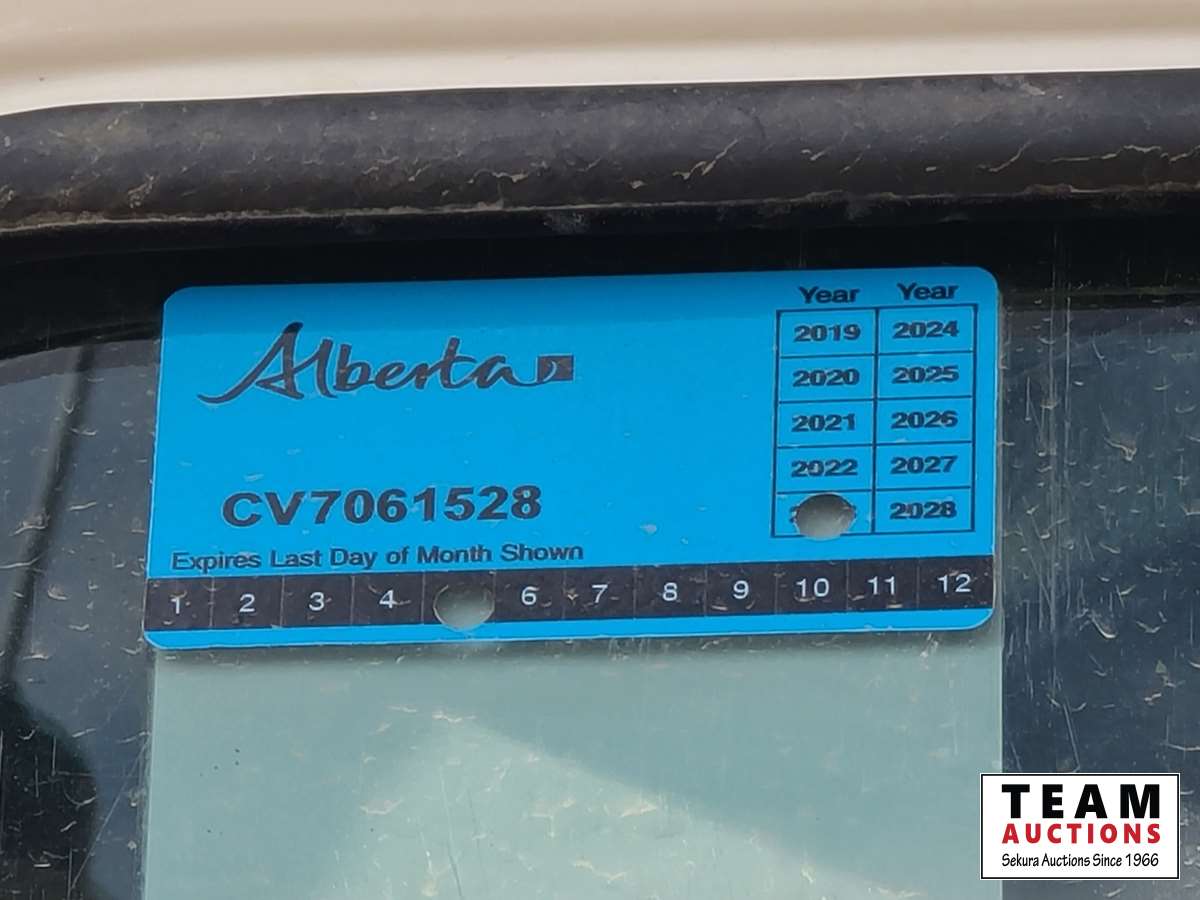 Alberta
Year Year
2019 2024
2020 2025
2021 2026
2022 2027
2028
CV7061528
Expires Last Day of Month Shown
1 2 3 4 6 7 8 9 10 11 12
TEAM
AUCTIONS
Sekura Auctions Since 1966